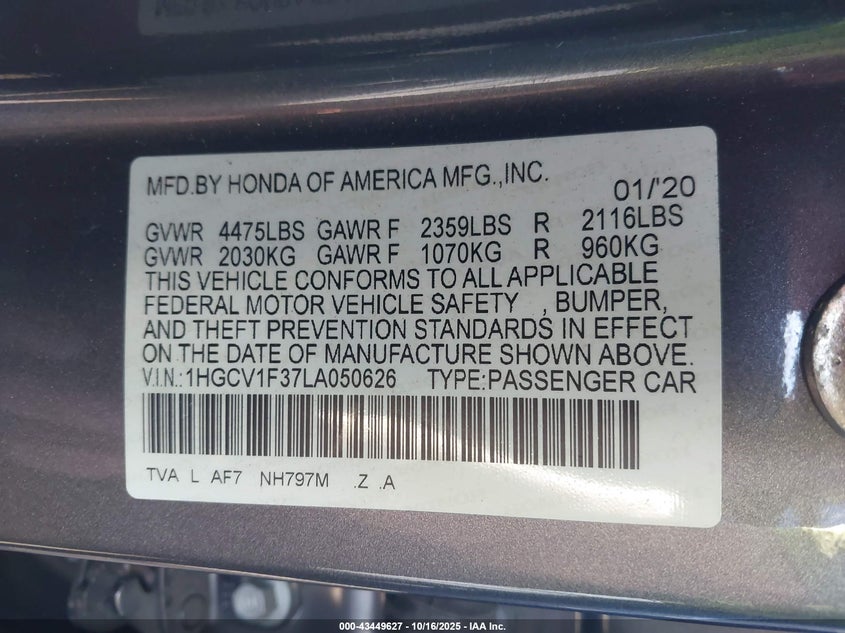 MFD.BY HONDA OF AMERICA MFG.,INC. 01/'20
GVWR 4475LBS GAWR F 2359LBS R 2116LBS
GVWR 2030KG GAWR F 1070KG R 960KG
THIS VEHICLE CONFORMS TO ALL APPLICABLE
FEDERAL MOTOR VEHICLE SAFETY , BUMPER,
AND THEFT PREVENTION STANDARDS IN EFFECT
ON THE DATE OF MANUFACTURE SHOWN ABOVE.
V.I.N.:1HGCV1F37LA050626 TYPE:PASSENGER CAR
TVA L AF7 NH797M .Z .A
000-43449627 - 10/16/2025 - IAA Inc.